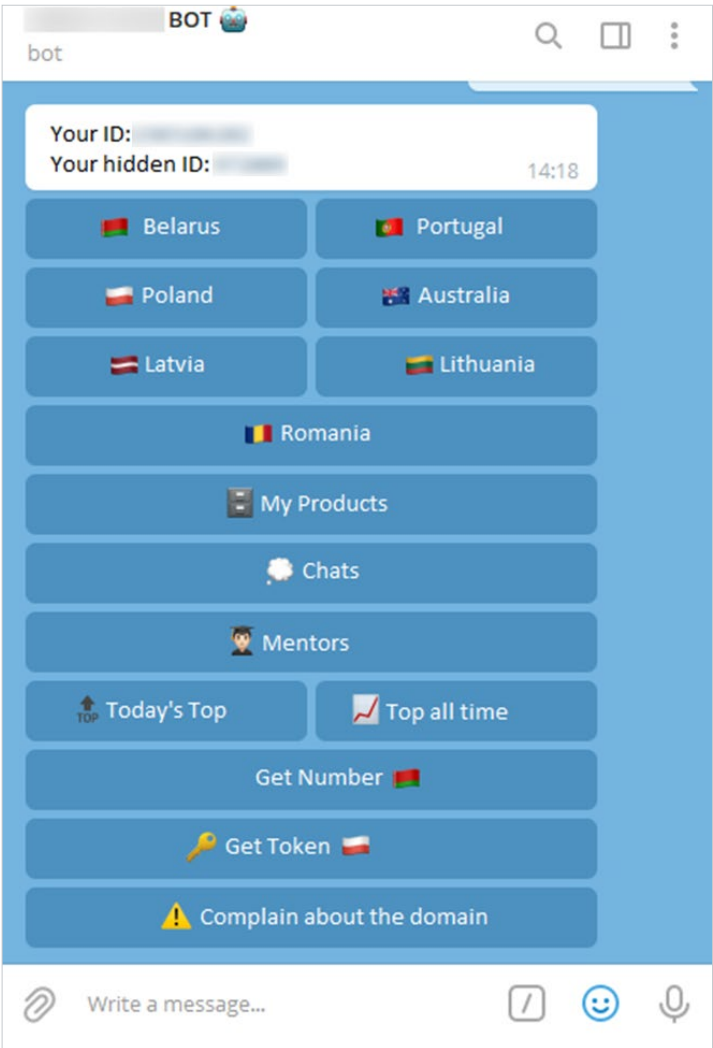 BOT
bot
Your ID:
Your hidden ID:
14:18
Belarus
Portugal
Poland
Australia
Latvia
Lithuania
Romania
My Products
Chats
Mentors
TOP Today's Top
Top all time
Get Number
Get Token
Complain about the domain
Write a message...